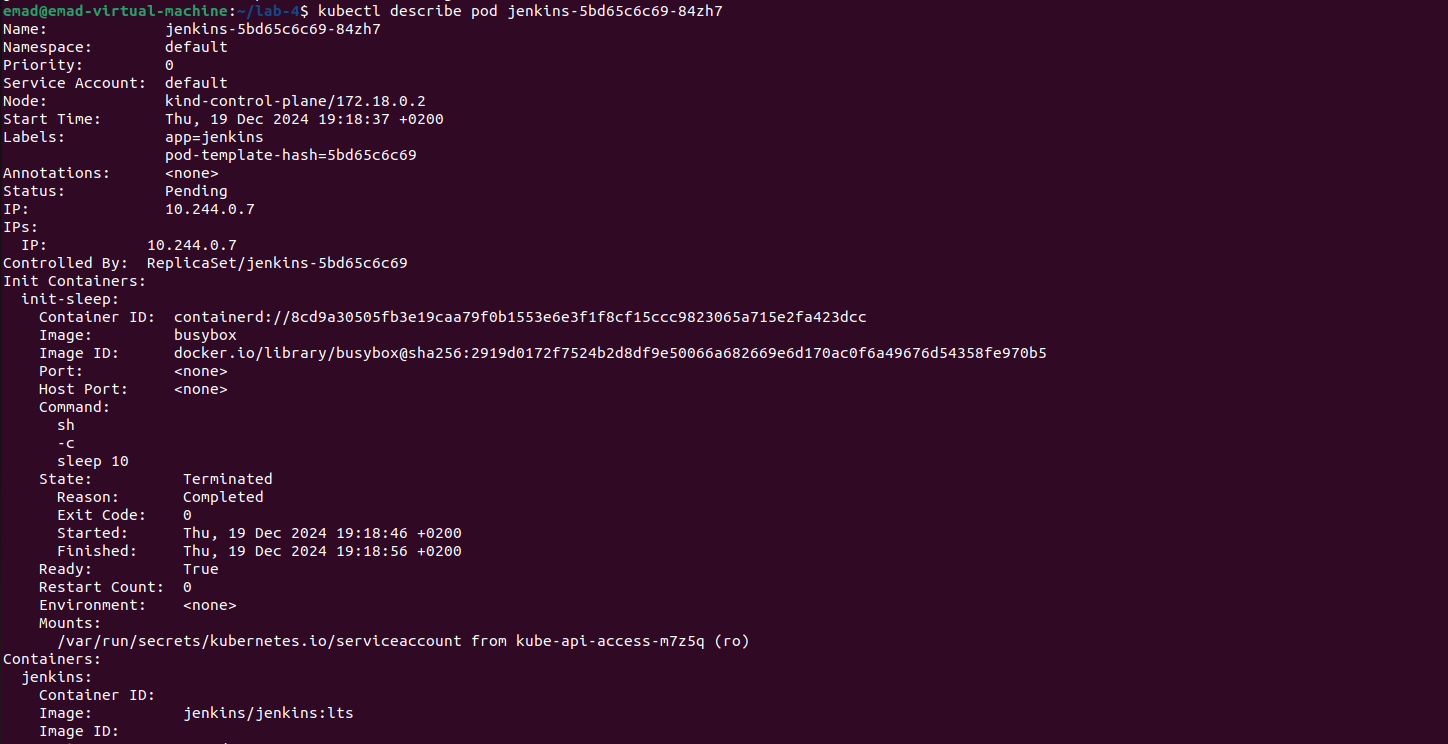 emad@emad-virtual-machine:~/lab-4$ kubectl describe pod jenkins-5bd65c6c69-84zh7
Name:             jenkins-5bd65c6c69-84zh7
Namespace:        default
Priority:         0
Service Account:  default
Node:             kind-control-plane/172.18.0.2
Start Time:       Thu, 19 Dec 2024 19:18:37 +0200
Labels:           app=jenkins
                  pod-template-hash=5bd65c6c69
Annotations:      <none>
Status:           Pending
IP:               10.244.0.7
IPs:
  IP:           10.244.0.7
Controlled By:  ReplicaSet/jenkins-5bd65c6c69
Init Containers:
  init-sleep:
    Container ID:  containerd://8cd9a30505fb3e19caa79f0b1553e6e3f1f8cf15ccc9823065a715e2fa423dcc
    Image:         busybox
    Image ID:      docker.io/library/busybox@sha256:2919d0172f7524b2d8df9e50066a682669e6d170ac0f6a49676d54358fe970b5
    Port:          <none>
    Host Port:     <none>
    Command:
      sh
      -c
      sleep 10
    State:          Terminated
      Reason:       Completed
      Exit Code:    0
      Started:      Thu, 19 Dec 2024 19:18:46 +0200
      Finished:     Thu, 19 Dec 2024 19:18:56 +0200
    Ready:          True
    Restart Count:  0
    Environment:    <none>
    Mounts:
      /var/run/secrets/kubernetes.io/serviceaccount from kube-api-access-m7z5q (ro)
Containers:
  jenkins:
    Container ID:
    Image:          jenkins/jenkins:lts
    Image ID: